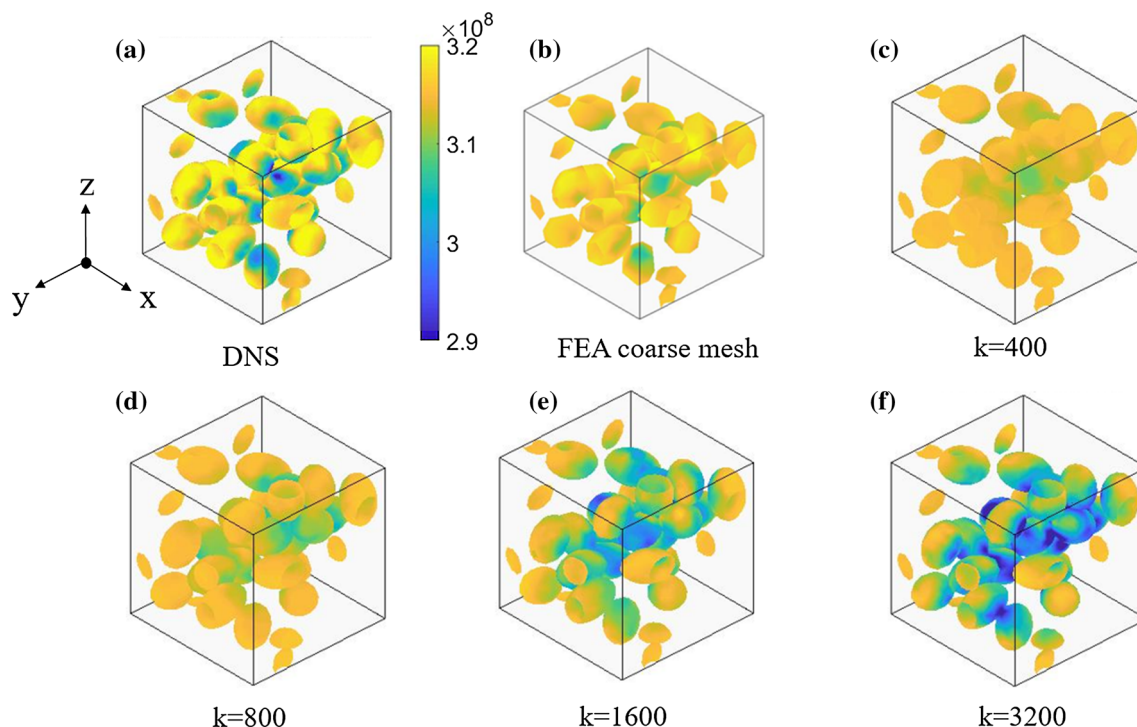 (a)
×10⁸
3.2
3.1
3
2.9
DNS
z
y
x
(b)
FEA coarse mesh
(c)
k=400
(d)
k=800
(e)
k=1600
(f)
k=3200